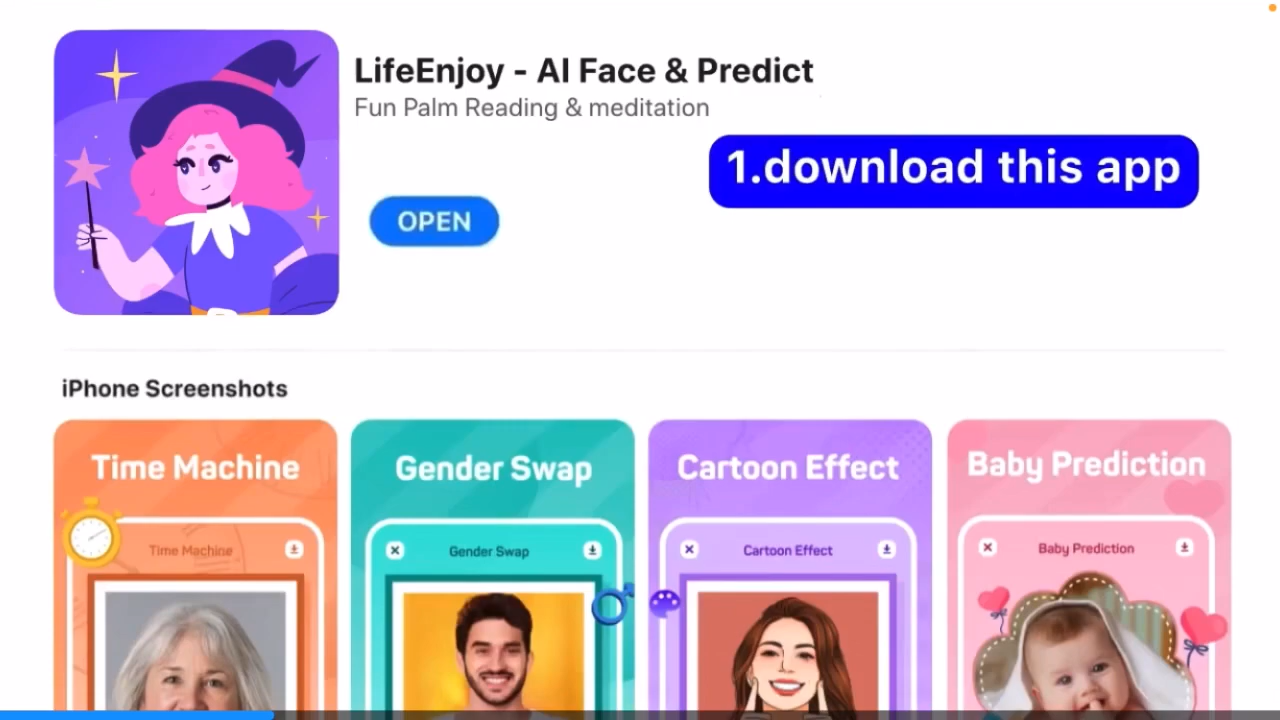 LifeEnjoy - AI Face & Predict
Fun Palm Reading & meditation
1.download this app
OPEN
iPhone Screenshots
Time Machine
Gender Swap
Cartoon Effect
Baby Prediction
Time Machine
Gender Swap
Cartoon Effect
Baby Prediction